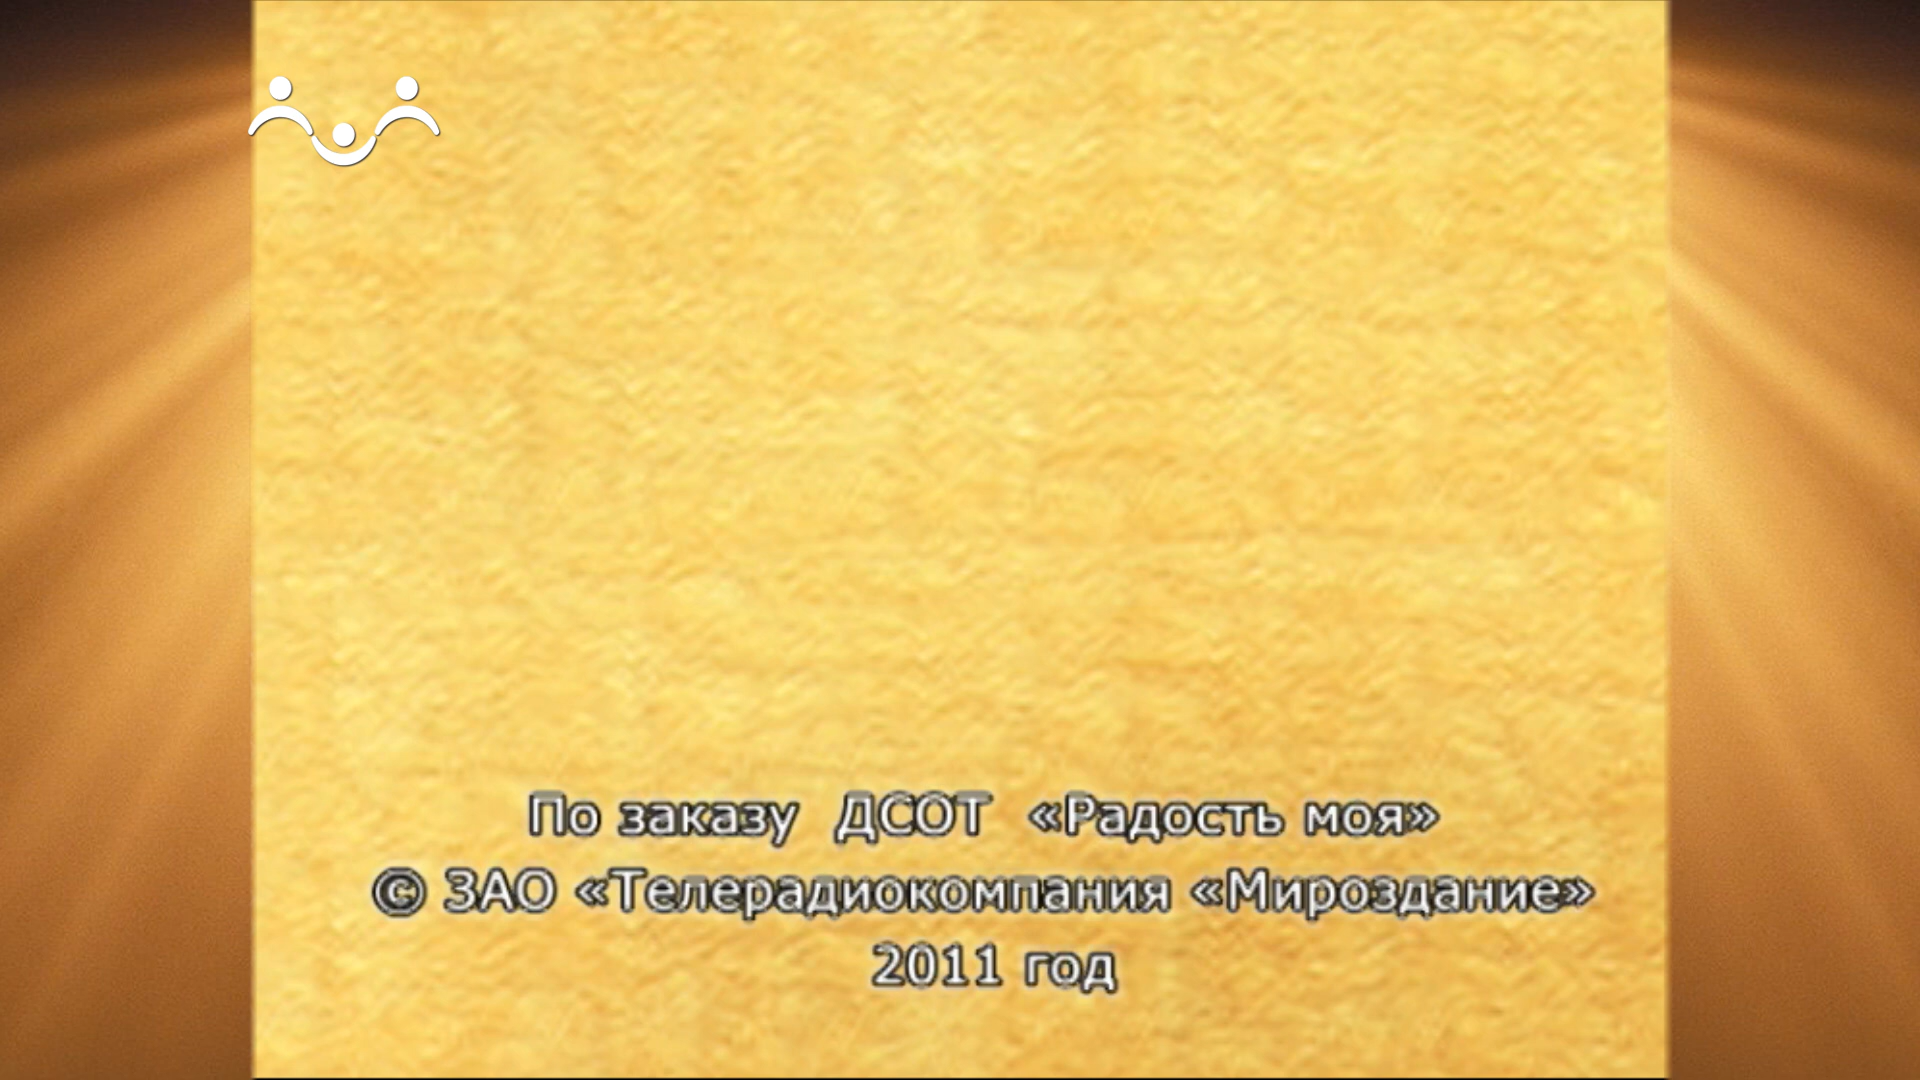 По заказу ДСОТ «Радость моя»
© ЗАО «Телерадиокомпания «Мироздание»
2011 год